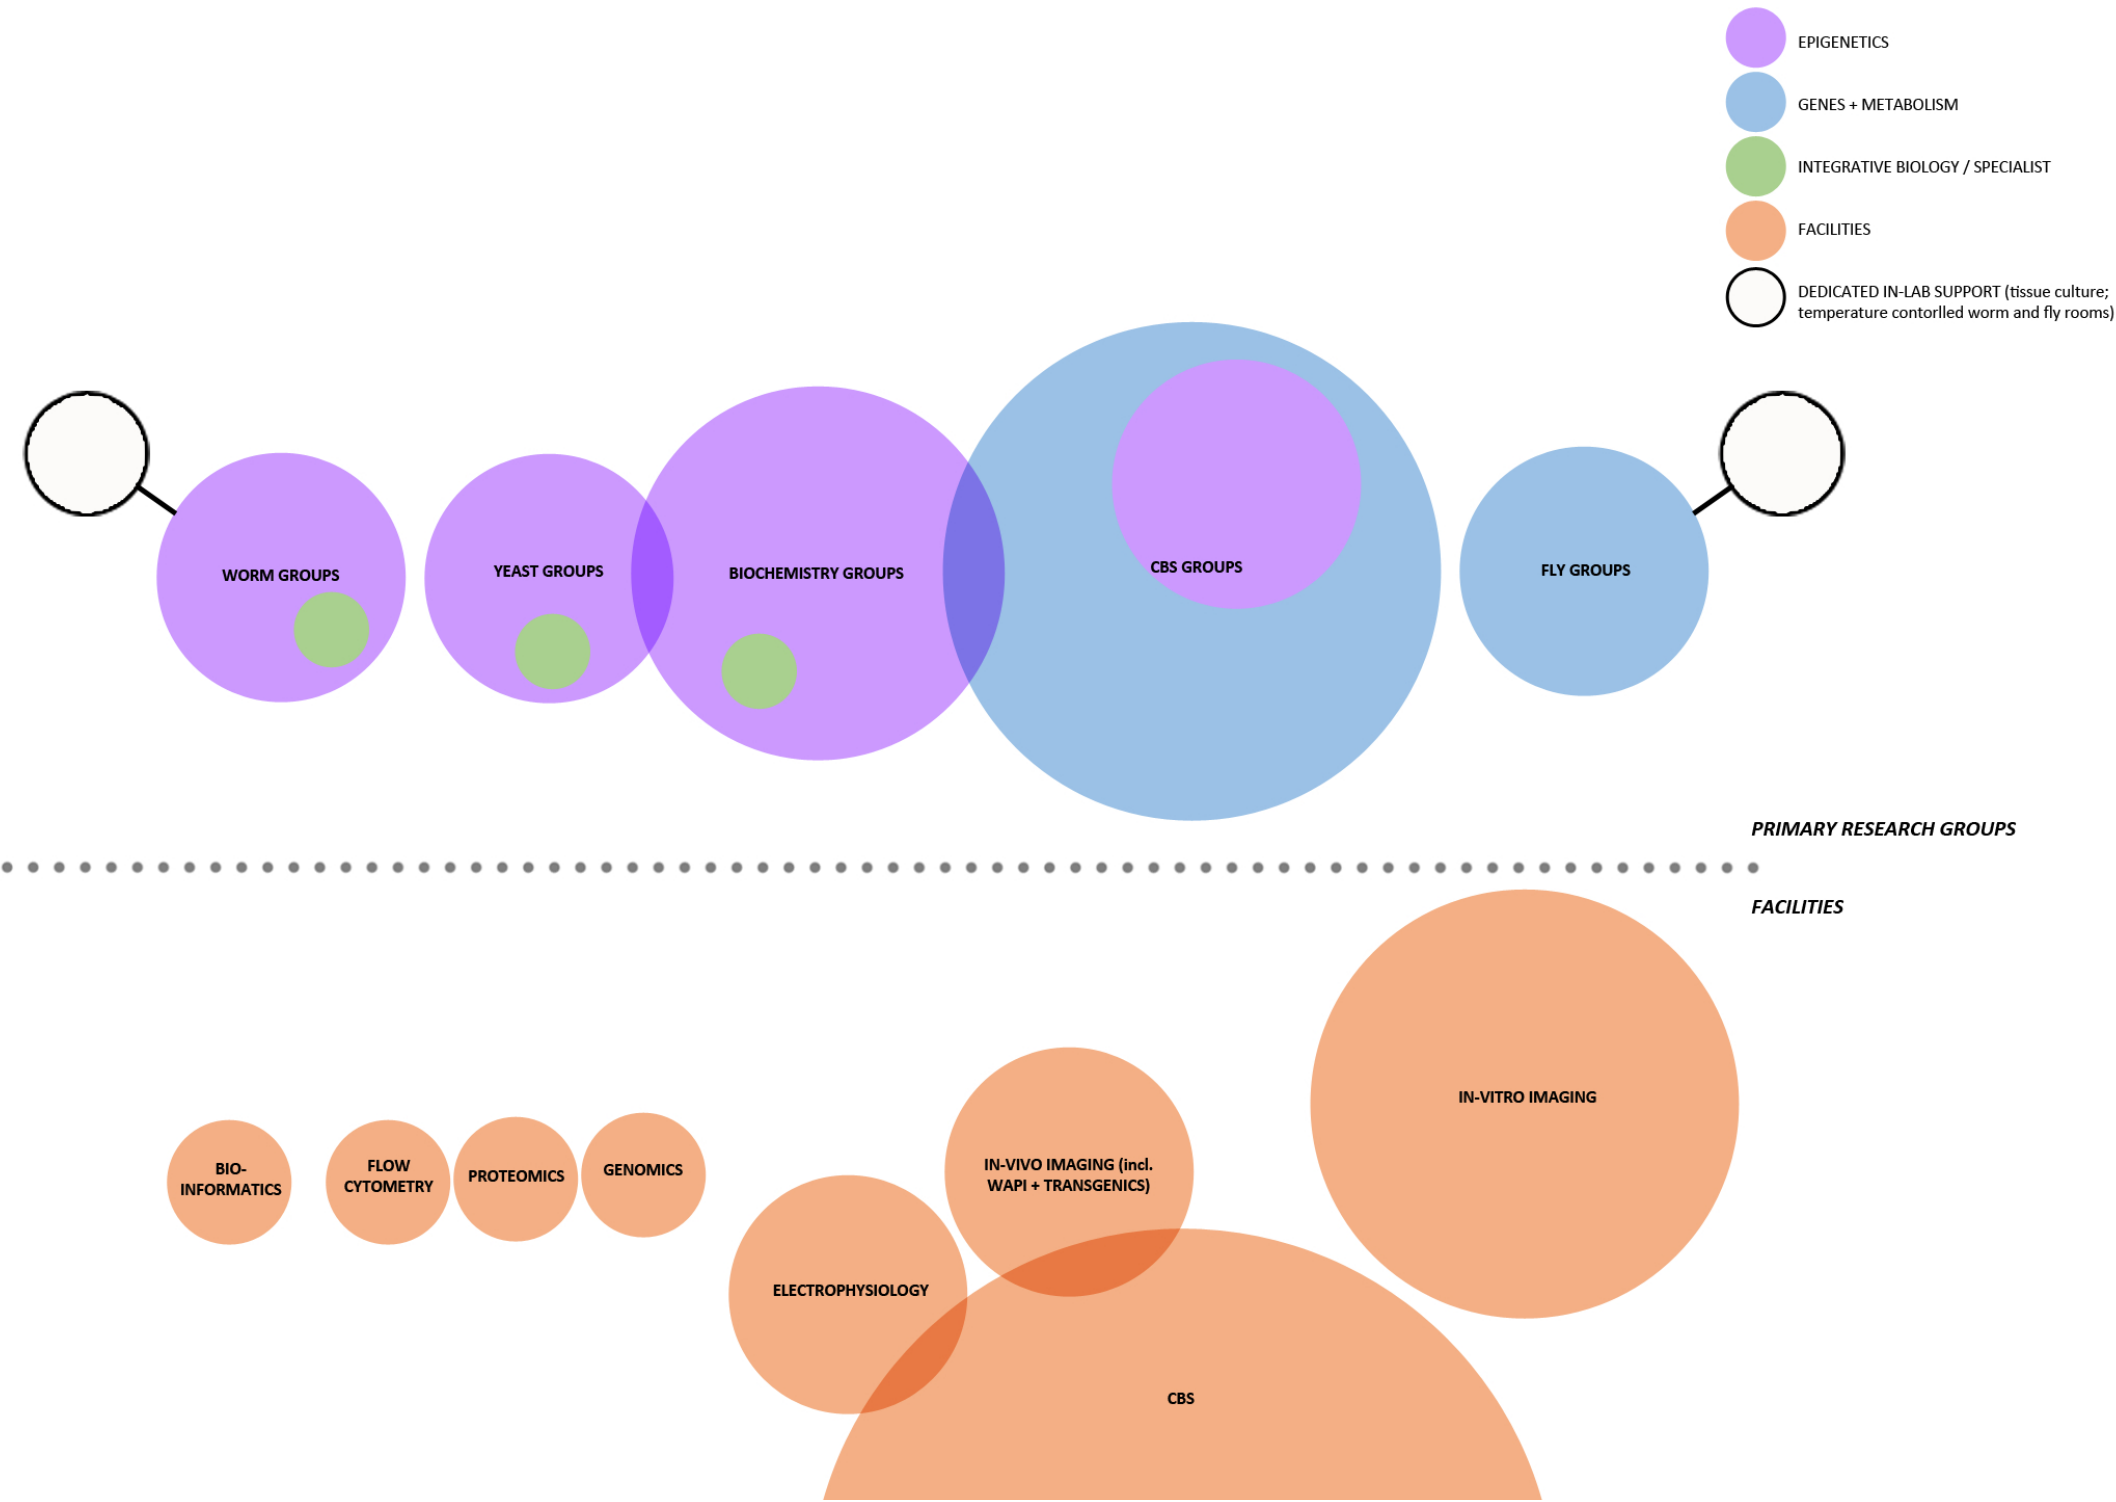 EPIGENETICS
GENES + METABOLISM
INTEGRATIVE BIOLOGY / SPECIALIST
FACILITIES
DEDICATED IN-LAB SUPPORT (tissue culture;
temperature contorlled worm and fly rooms)
WORM GROUPS
YEAST GROUPS
BIOCHEMISTRY GROUPS
CBS GROUPS
FLY GROUPS
PRIMARY RESEARCH GROUPS
FACILITIES
BIO-
INFORMATICS
FLOW
CYTOMETRY
PROTEOMICS
GENOMICS
ELECTROPHYSIOLOGY
IN-VIVO IMAGING (incl.
WAPI + TRANSGENICS)
IN-VITRO IMAGING
CBS